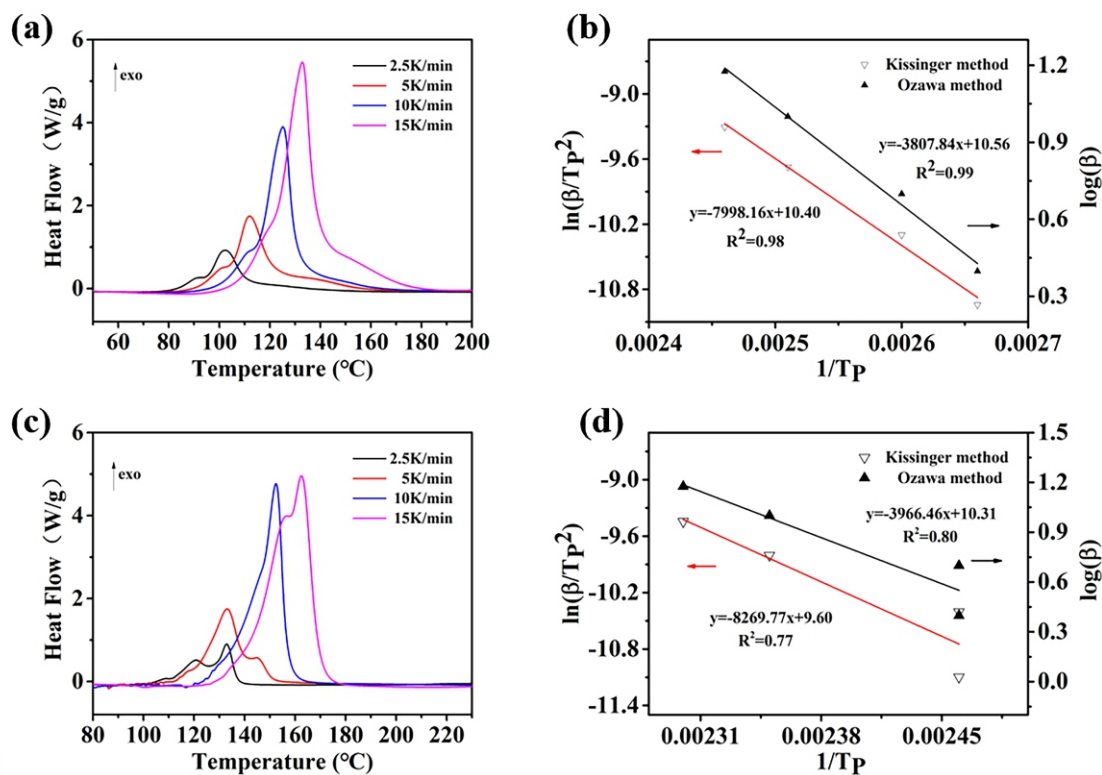 (a)
6
4
2
0
Heat Flow（W/g）
exo
2.5K/min
5K/min
10K/min
15K/min
60 80 100 120 140 160 180 200
Temperature (°C)
(b)
-9.0
-9.6
-10.2
-10.8
ln(β/TP²)
Kissinger method
Ozawa method
y=-3807.84x+10.56
R²=0.99
y=-7998.16x+10.40
R²=0.98
1.2
0.9
0.6
0.3
log(β)
0.0024 0.0025 0.0026 0.0027
1/TP
(c)
6
4
2
0
Heat Flow（W/g）
exo
2.5K/min
5K/min
10K/min
15K/min
80 100 120 140 160 180 200 220
Temperature (°C)
(d)
-9.0
-9.6
-10.2
-10.8
-11.4
ln(β/TP²)
Kissinger method
Ozawa method
y=-3966.46x+10.31
R²=0.80
y=-8269.77x+9.60
R²=0.77
1.5
1.2
0.9
0.6
0.3
0.0
log(β)
0.00231 0.00238 0.00245
1/TP